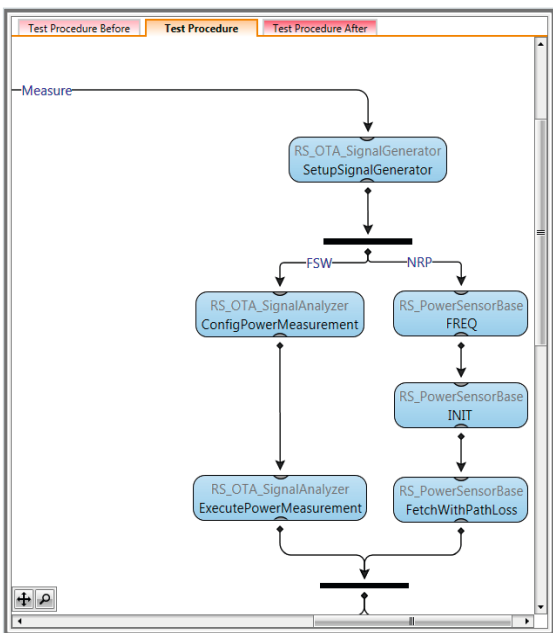 Test Procedure Before
Test Procedure
Test Procedure After
Measure
RS_OTA_SignalGenerator
SetupSignalGenerator
FSW
NRP
RS_OTA_SignalAnalyzer
ConfigPowerMeasurement
RS_PowerSensorBase
FREQ
RS_PowerSensorBase
INIT
RS_OTA_SignalAnalyzer
ExecutePowerMeasurement
RS_PowerSensorBase
FetchWithPathLoss